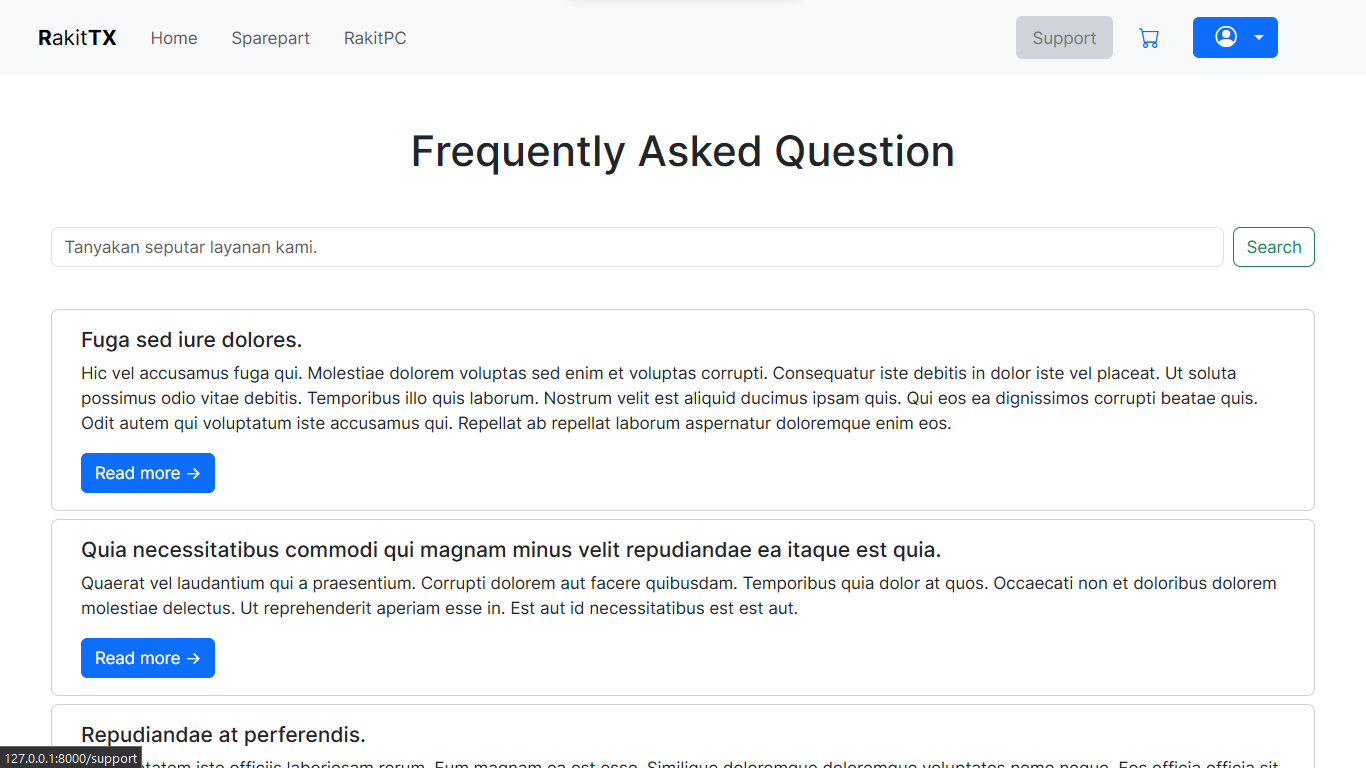 RakitTX Home Sparepart RakitPC Support
Frequently Asked Question
Tanyakan seputar layanan kami. Search
Fuga sed iure dolores.
Hic vel accusamus fuga qui. Molestiae dolorem voluptas sed enim et voluptas corrupti. Consequatur iste debitis in dolor iste vel placeat. Ut soluta
possimus odio vitae debitis. Temporibus illo quis laborum. Nostrum velit est aliquid ducimus ipsam quis. Qui eos ea dignissimos corrupti beatae quis.
Odit autem qui voluptatum iste accusamus qui. Repellat ab repellat laborum aspernatur doloremque enim eos.
Read more →
Quia necessitatibus commodi qui magnam minus velit repudiandae ea itaque est quia.
Quaerat vel laudantium qui a praesentium. Corrupti dolorem aut facere quibusdam. Temporibus quia dolor at quos. Occaecati non et doloribus dolorem
molestiae delectus. Ut reprehenderit aperiam esse in. Est aut id necessitatibus est est aut.
Read more →
Repudiandae at perferendis.
iste officiis laboriosam rerum. Eum magnam ea est esse. Similique doloremque doloremque voluptates nemo neque. Eos officia officia sit
127.0.0.1:8000/support